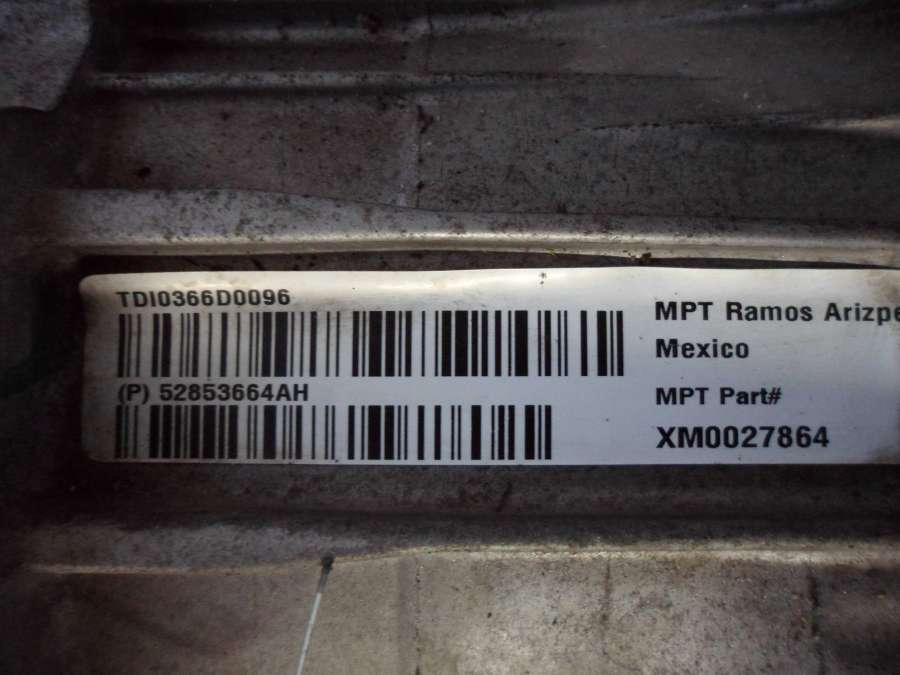 TDI0366D0096
(P) 52853664AH
MPT Ramos Arizpe
Mexico
MPT Part#
XM0027864